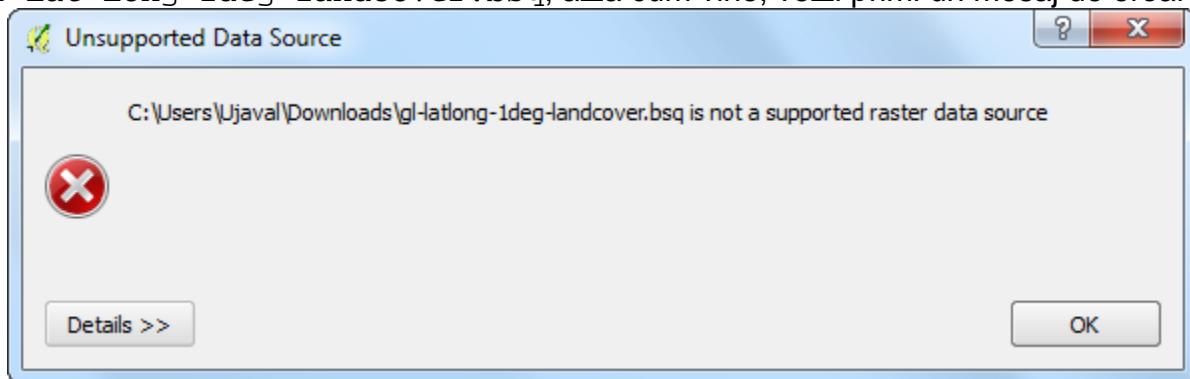 Unsupported Data Source
C:\Users\Ujaval\Downloads\gl-latlong-1deg-landcover.bsq is not a supported raster data source
Details >>
OK